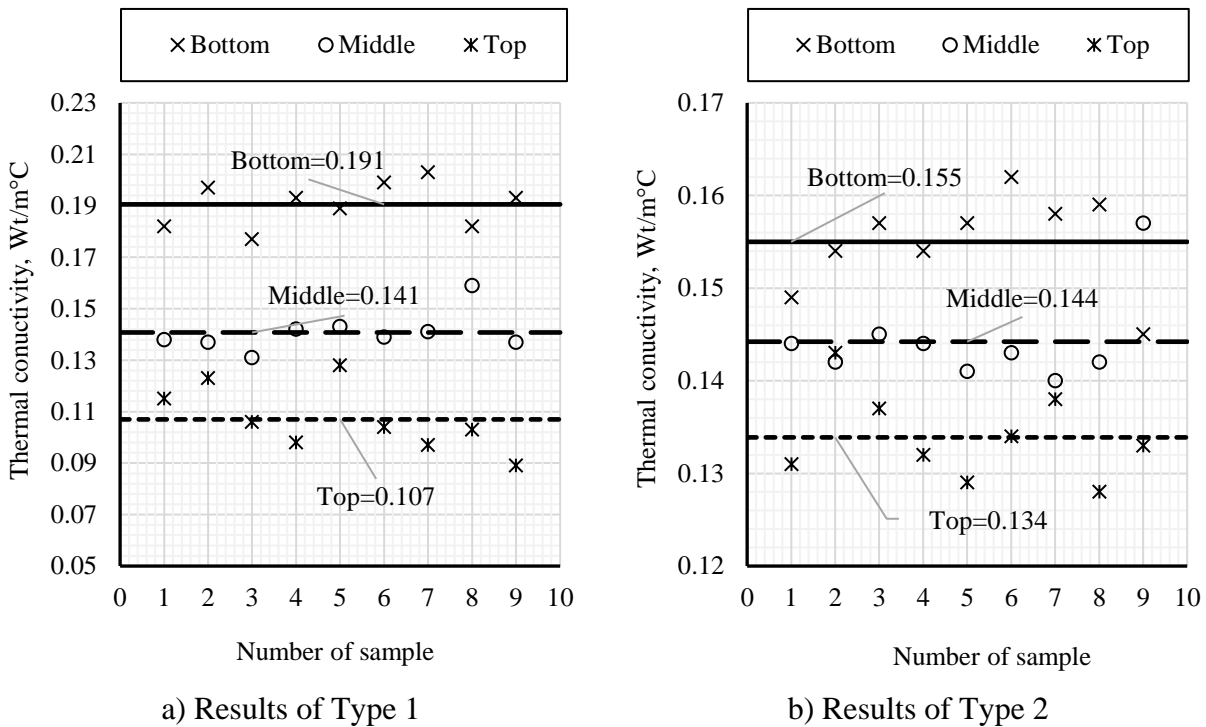 Bottom Middle Top
0.23
0.21
0.19
0.17
0.15
0.13
0.11
0.09
0.07
0.05
Thermal conuctivity, Wt/m°C
Bottom=0.191
Middle=0.141
Top=0.107
0 1 2 3 4 5 6 7 8 9 10
Number of sample
a) Results of Type 1
Bottom Middle Top
0.17
0.16
0.15
0.14
0.13
0.12
Thermal conuctivity, Wt/m°C
Bottom=0.155
Middle=0.144
Top=0.134
0 1 2 3 4 5 6 7 8 9 10
Number of sample
b) Results of Type 2